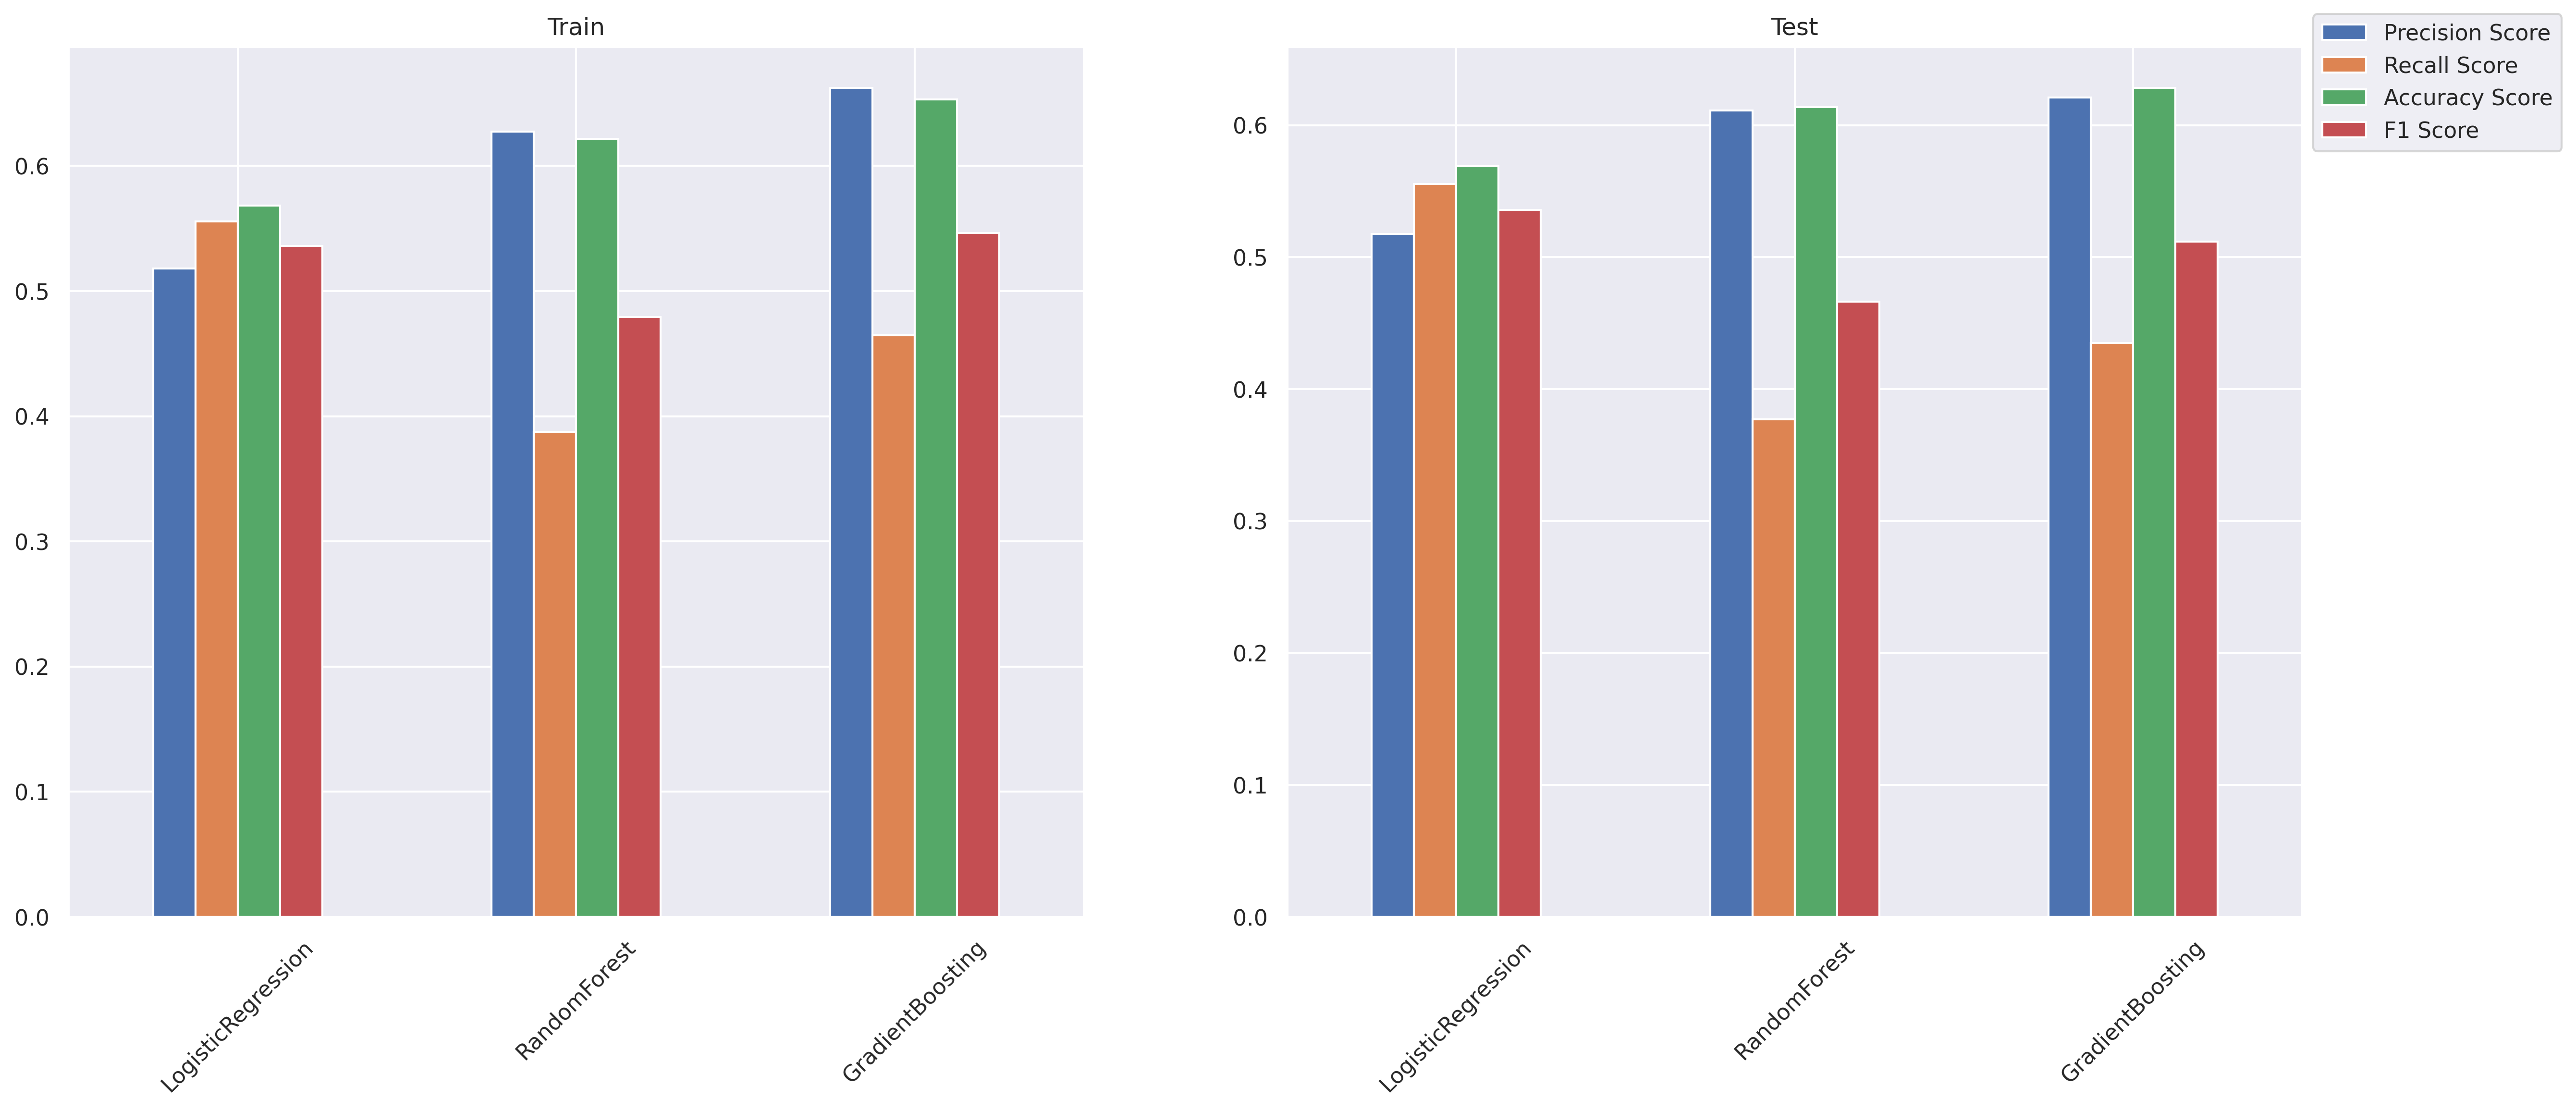 Train
0.6
0.5
0.4
0.3
0.2
0.1
0.0
LogisticRegression
RandomForest
GradientBoosting
Test
0.6
0.5
0.4
0.3
0.2
0.1
0.0
LogisticRegression
RandomForest
GradientBoosting
Precision Score
Recall Score
Accuracy Score
F1 Score